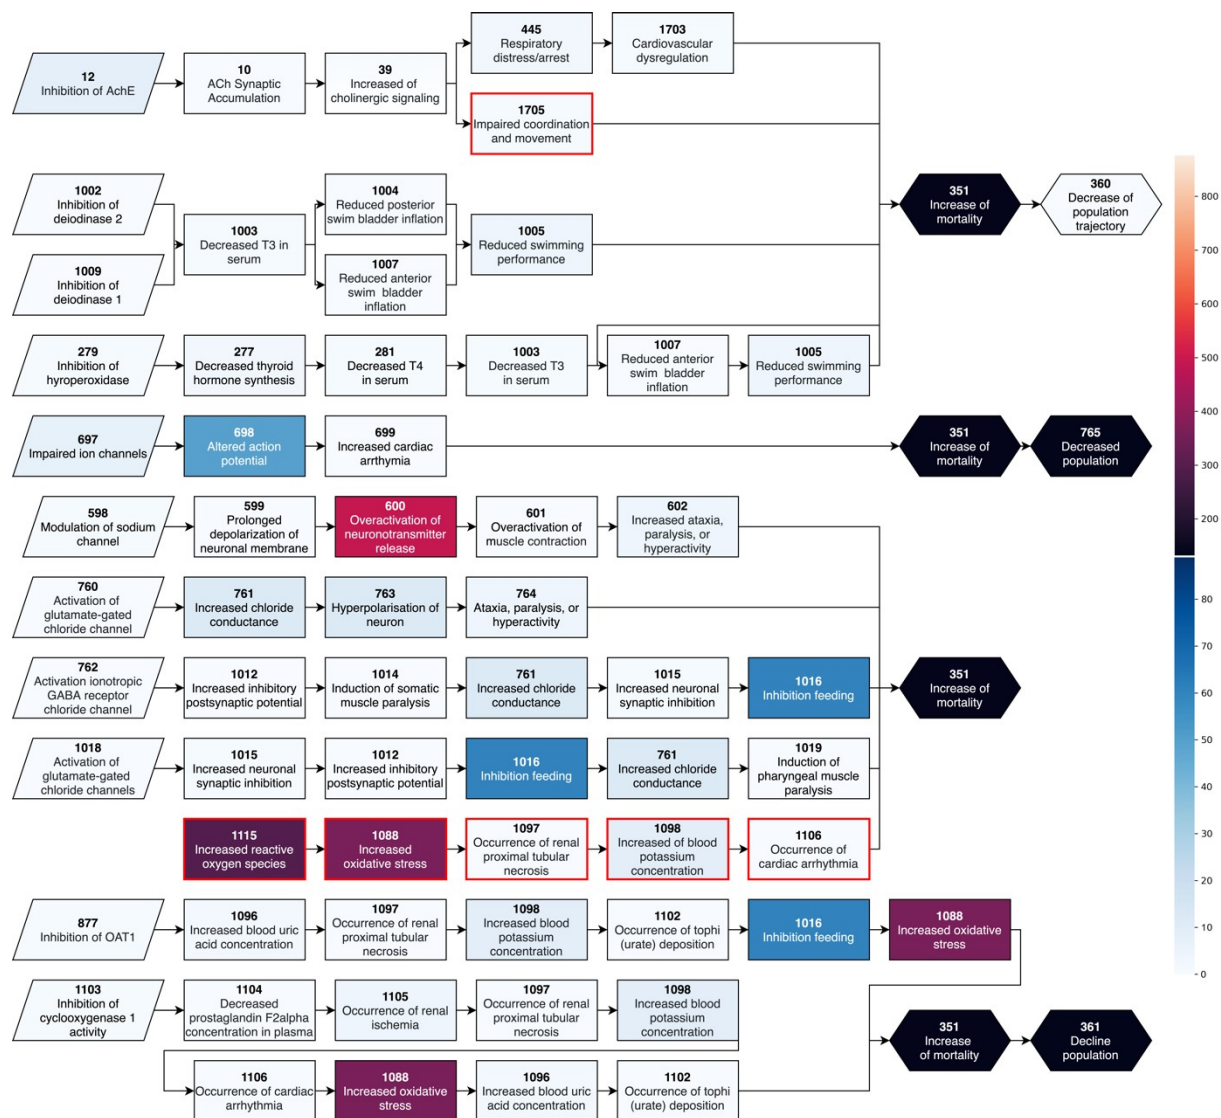 445
Respiratory
distress/arrest
1703
Cardiovascular
dysregulation
12
Inhibition of AchE
10
ACh Synaptic
Accumulation
39
Increased of
cholinergic signaling
1705
Impaired coordination
and movement
1002
Inhibition of
deiodinase 2
1004
Reduced posterior
swim bladder inflation
351
Increase of
mortality
360
Decrease of
population
trajectory
1003
Decreased T3 in
serum
1005
Reduced swimming
performance
1009
Inhibition of
deiodinase 1
1007
Reduced anterior
swim bladder
inflation
279
Inhibition of
hyroperoxidase
277
Decreased thyroid
hormone synthesis
281
Decreased T4
in serum
1003
Decreased T3
in serum
1007
Reduced anterior
swim bladder
inflation
1005
Reduced swimming
performance
697
Impaired ion channels
698
Altered action
potential
699
Increased cardiac
arrthymia
351
Increase of
mortality
765
Decreased
population
598
Modulation of sodium
channel
599
Prolonged
depolarization of
neuronal membrane
600
Overactivation of
neuronotransmitter
release
601
Overactivation of
muscle contraction
602
Increased ataxia,
paralysis, or
hyperactivity
760
Activation of
glutamate-gated
chloride channel
761
Increased chloride
conductance
763
Hyperpolarisation of
neuron
764
Ataxia, paralysis, or
hyperactivity
762
Activation ionotropic
GABA receptor
chloride channel
1012
Increased inhibitory
postsynaptic potential
1014
Induction of somatic
muscle paralysis
761
Increased chloride
conductance
1015
Increased neuronal
synaptic inhibition
1016
Inhibition feeding
351
Increase of
mortality
1018
Activation of
glutamate-gated
chloride channels
1015
Increased neuronal
synaptic inhibition
1012
Increased inhibitory
postsynaptic potential
1016
Inhibition feeding
761
Increased chloride
conductance
1019
Induction of
pharyngeal muscle
paralysis
1115
Increased reactive
oxygen species
1088
Increased
oxidative stress
1097
Occurrence of renal
proximal tubular
necrosis
1098
Increased of blood
potassium
concentration
1106
Occurrence of
cardiac arrhythmia
877
Inhibition of OAT1
1096
Increased blood uric
acid concentration
1097
Occurrence of renal
proximal tubular
necrosis
1098
Increased blood
potassium
concentration
1102
Occurrence of tophi
(urate) deposition
1016
Inhibition feeding
1088
Increased oxidative
stress
1103
Inhibition of
cyclooxygenase 1
activity
1104
Decreased
prostaglandin F2alpha
concentration in plasma
1105
Occurrence of renal
ischemia
1097
Occurrence of renal
proximal tubular
necrosis
1098
Increased blood
potassium
concentration
351
Increase
of mortality
361
Decline
population
1106
Occurrence of cardiac
arrhythmia
1088
Increased oxidative
stress
1096
Increased blood uric
acid concentration
1102
Occurrence of tophi
(urate) deposition
800
700
600
500
400
300
200
80
70
60
50
40
30
20
10
0